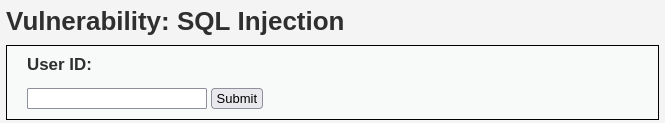 Vulnerability: SQL Injection
User ID:
Submit